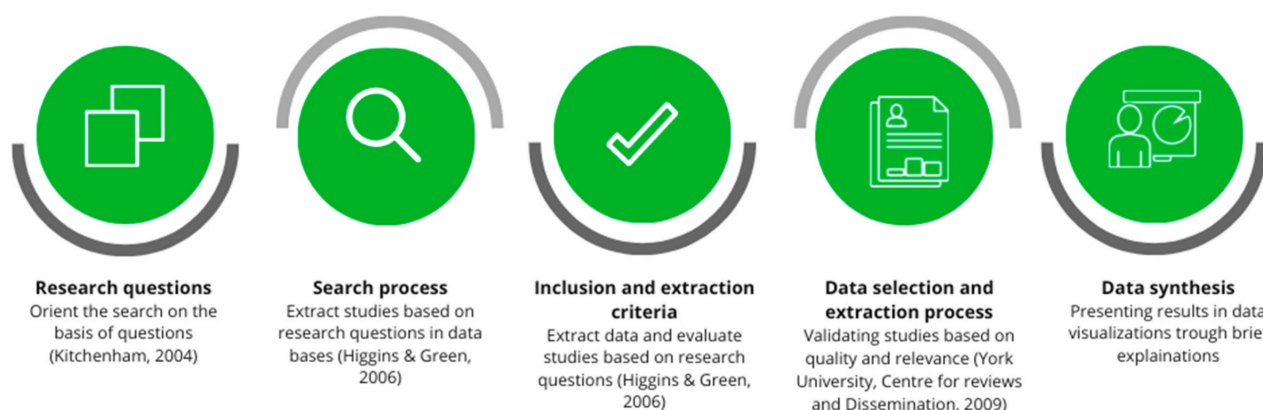 Research questions
Orient the search on the
basis of questions
(Kitchenham, 2004)
Search process
Extract studies based on
research questions in data
bases (Higgins & Green,
2006)
Inclusion and extraction
criteria
Extract data and evaluate
studies based on research
questions (Higgins & Green,
2006)
Data selection and
extraction process
Validating studies based on
quality and relevance (York
University, Centre for reviews
and Dissemination, 2009)
Data synthesis
Presenting results in data
visualizations trough brief
explainations